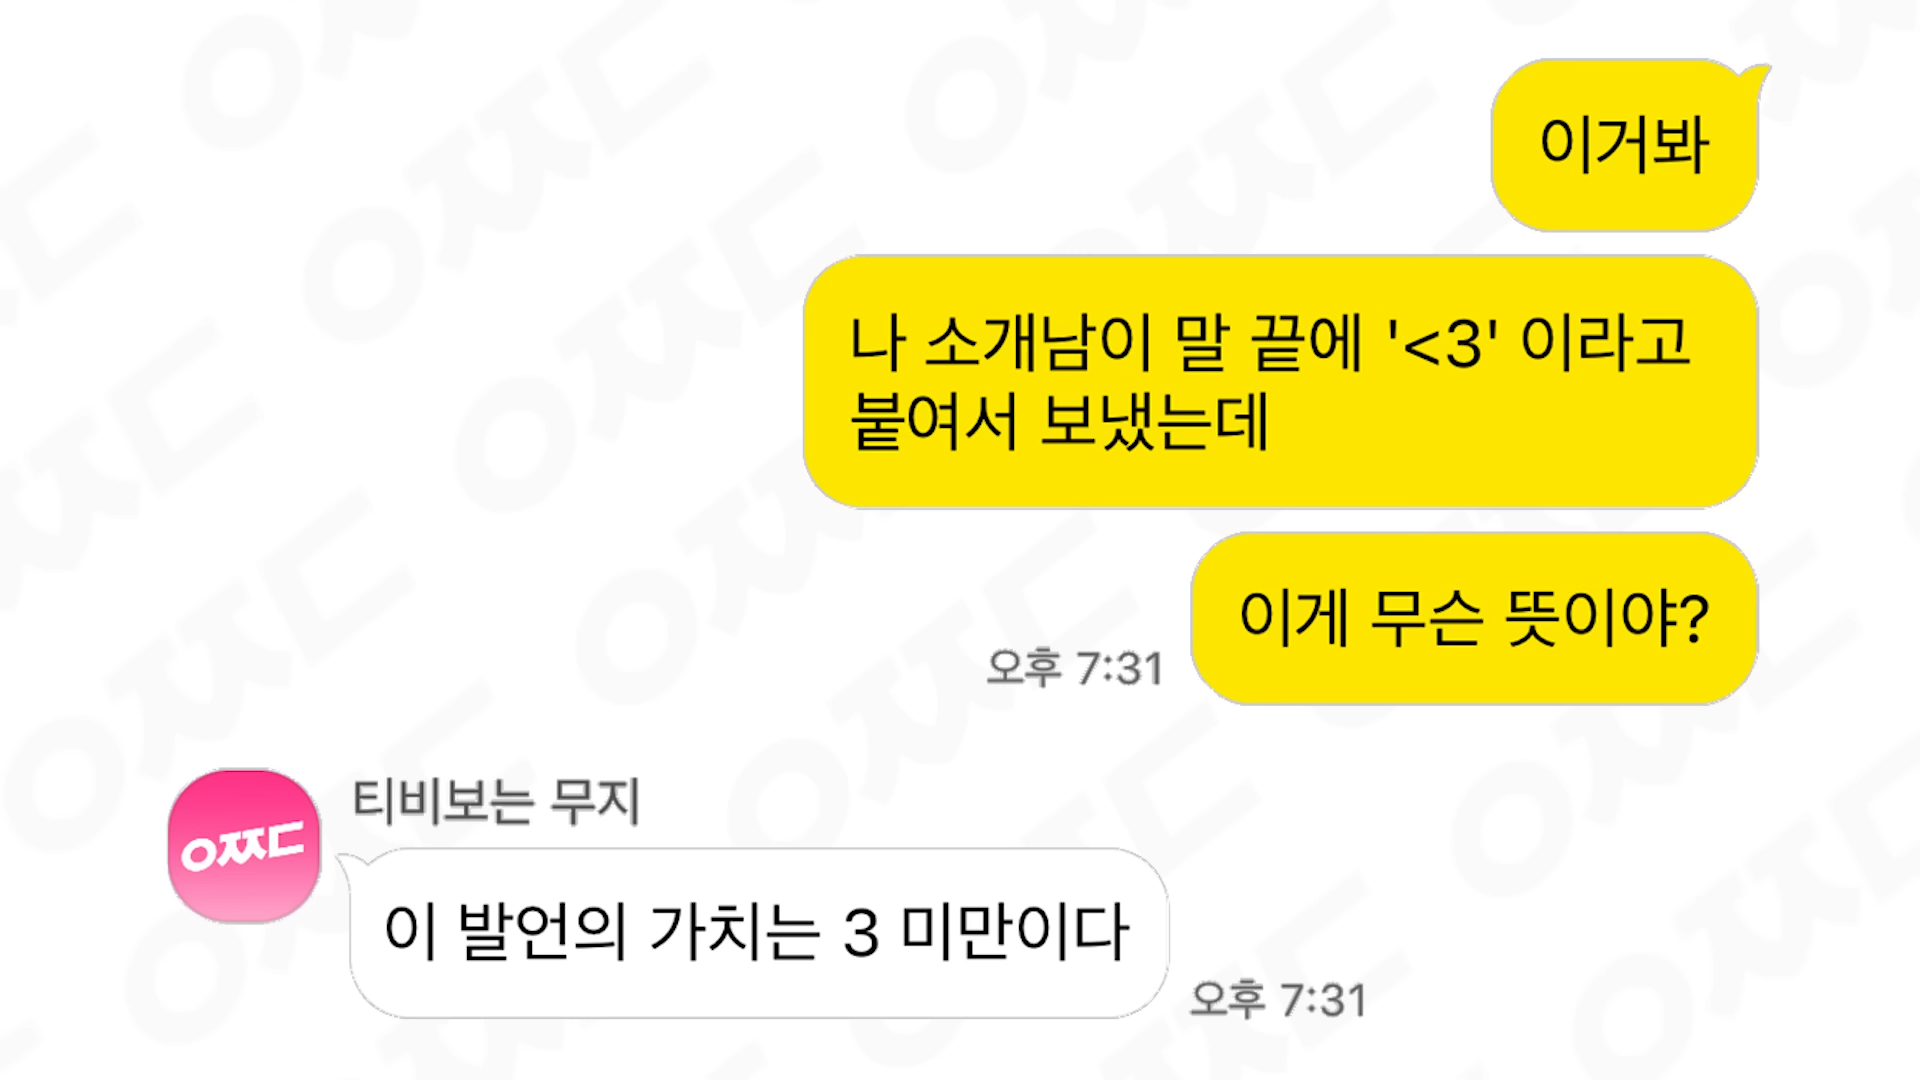 이거봐
나 소개남이 말 끝에 '<3' 이라고
붙여서 보냈는데
이게 무슨 뜻이야?
오후 7:31
티비보는 무지
ㅇㅉㄷ
이 발언의 가치는 3 미만이다
오후 7:31